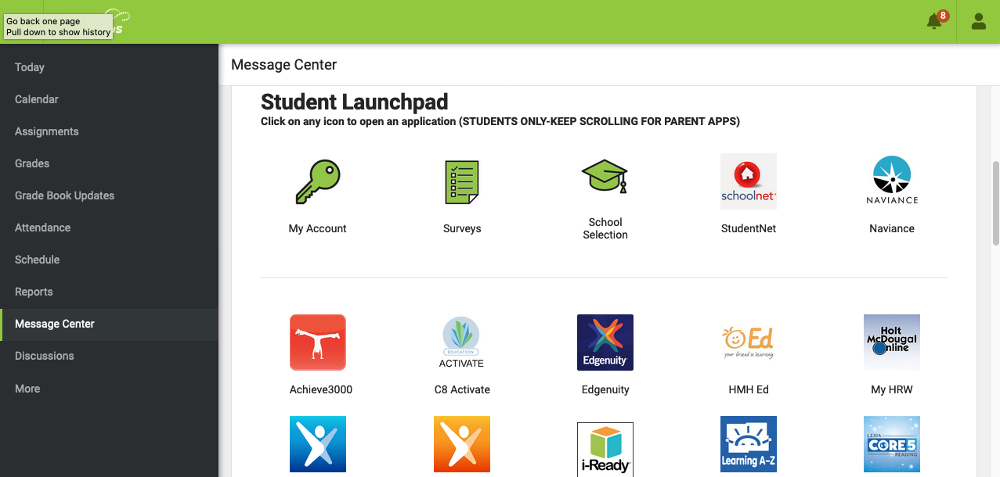 Go back one page
Pull down to show history
us
8
Message Center
Today
Calendar
Assignments
Grades
Grade Book Updates
Attendance
Schedule
Reports
Message Center
Discussions
More
Student Launchpad
Click on any icon to open an application (STUDENTS ONLY-KEEP SCROLLING FOR PARENT APPS)
schoolnet
NAVIANCE
My Account
Surveys
School
Selection
StudentNet
Naviance
EDUCATION
ACTIVATE
Edgenuity
Ed
your friend in learning
Holt
McDougal
Online
Achieve3000
C8 Activate
Edgenuity
HMH Ed
My HRW
i-Ready
Learning A-Z
LEXIA
CORE5
READING